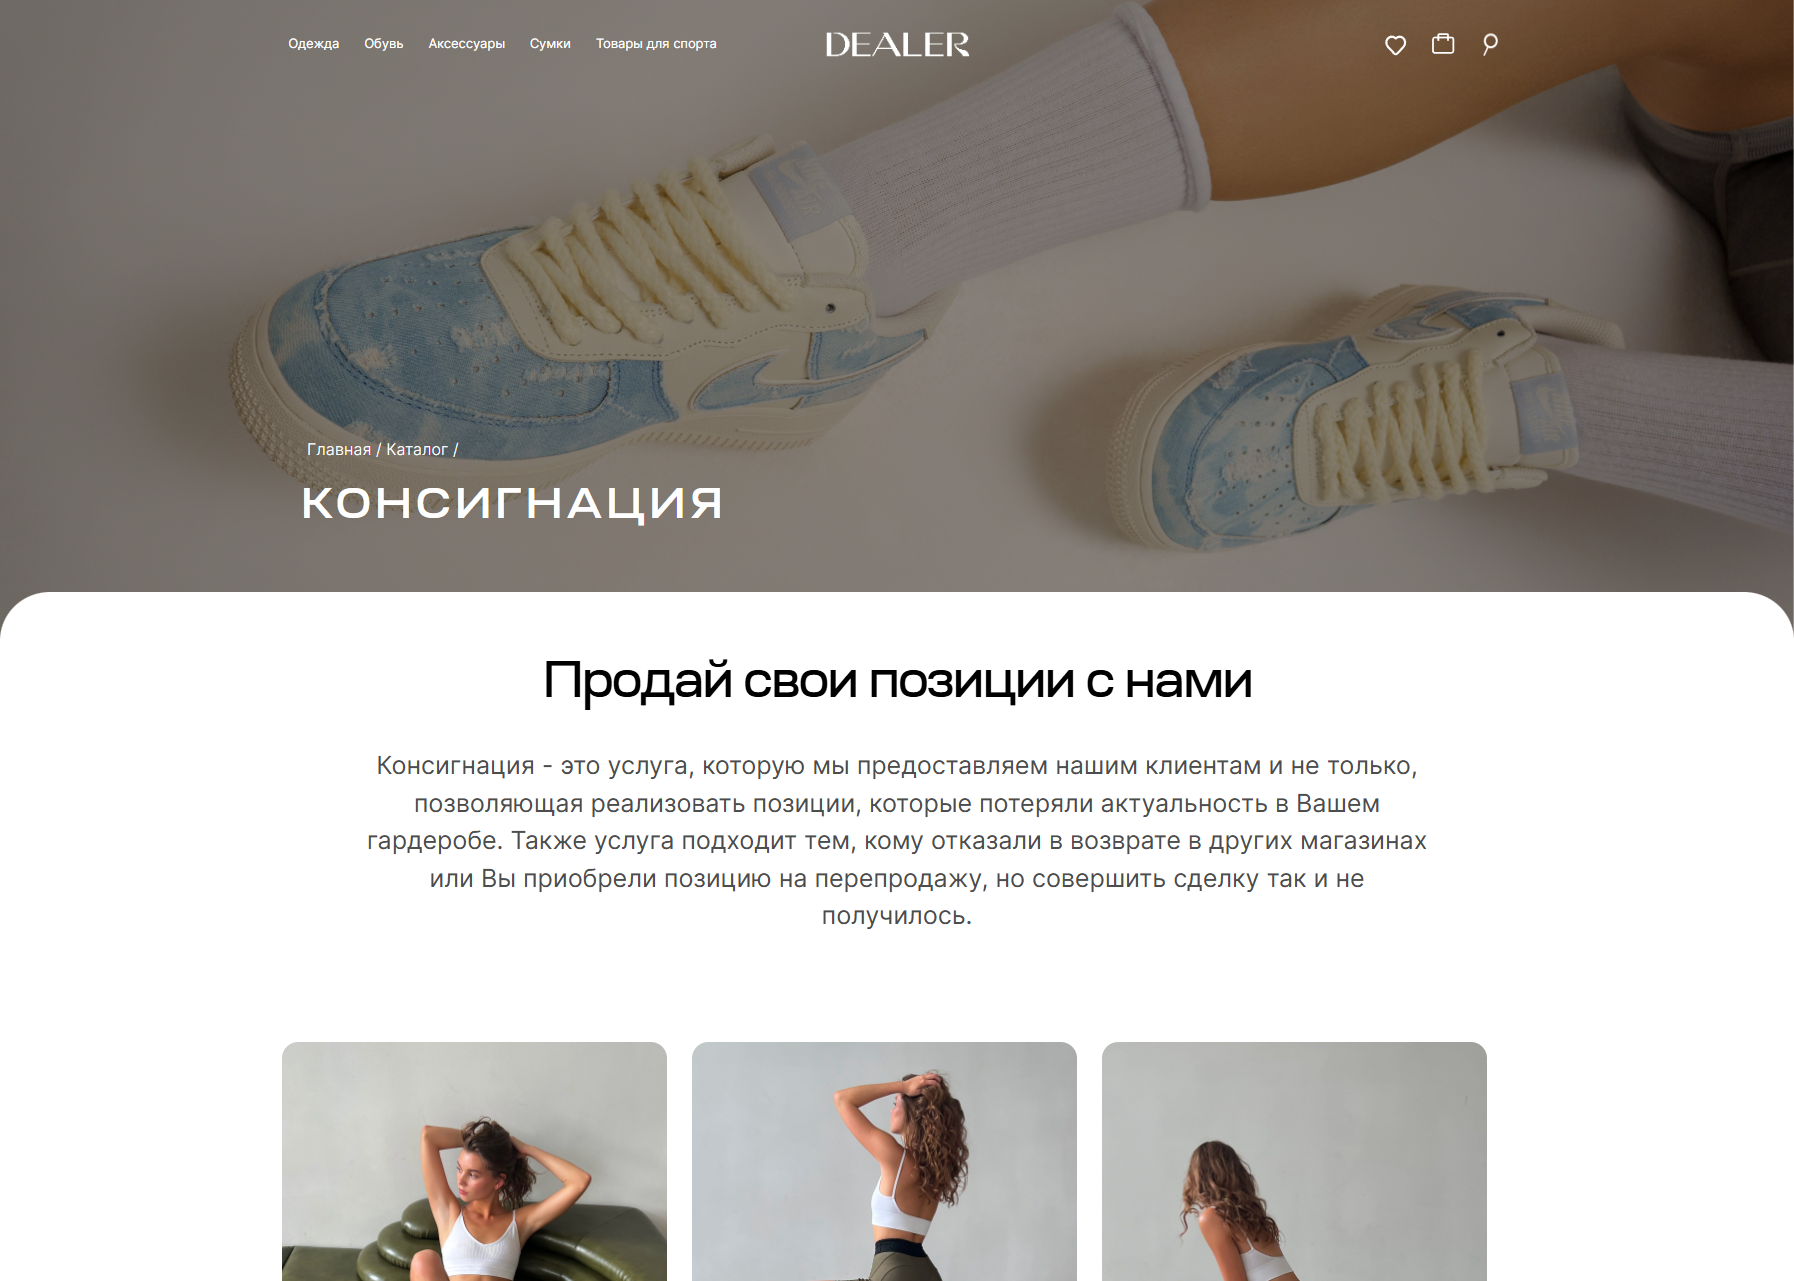 Одежда Обувь Аксессуары Сумки Товары для спорта DEALER
Главная / Каталог /
КОНСИГНАЦИЯ
Продай свои позиции с нами
Консигнация - это услуга, которую мы предоставляем нашим клиентам и не только,
позволяющая реализовать позиции, которые потеряли актуальность в Вашем
гардеробе. Также услуга подходит тем, кому отказали в возврате в других магазинах
или Вы приобрели позицию на перепродажу, но совершить сделку так и не
получилось.